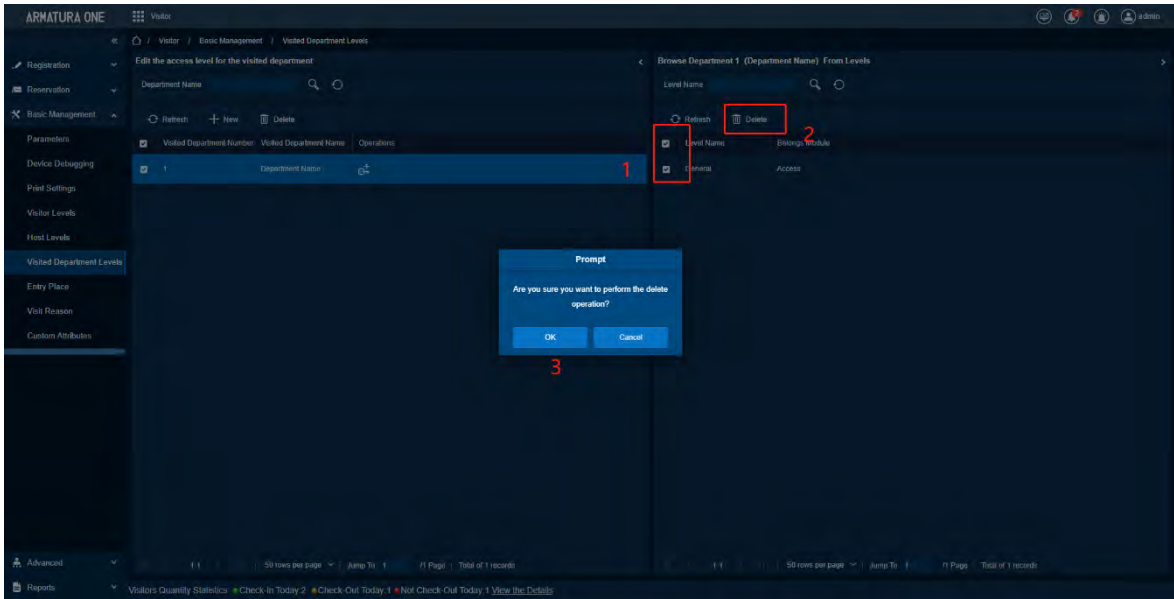 ARMATURA ONE
Visitor
admin
/ Visitor / Basic Management / Visited Department Levels
Registration
Reservation
Basic Management
Parameters
Device Debugging
Print Settings
Visitor Levels
Host Levels
Visited Department Levels
Entry Place
Visit Reason
Custom Attributes
Advanced
Reports
Edit the access level for the visited department
Department Name
Refresh New Delete
Visited Department Number Visited Department Name Operations
1 Department Name
Browse Department 1 (Department Name) From Levels
Level Name
Refresh Delete
2
Level Name Belongs Module
1
General Access
Prompt
Are you sure you want to perform the delete
operation?
OK Cancel
3
50 rows per page Jump To 1 /1 Page Total of 1 records
50 rows per page Jump To 1 /1 Page Total of 1 records
Visitors Quantity Statistics Check-In Today:2 Check-Out Today:1 Not Check-Out Today:1 View the Details